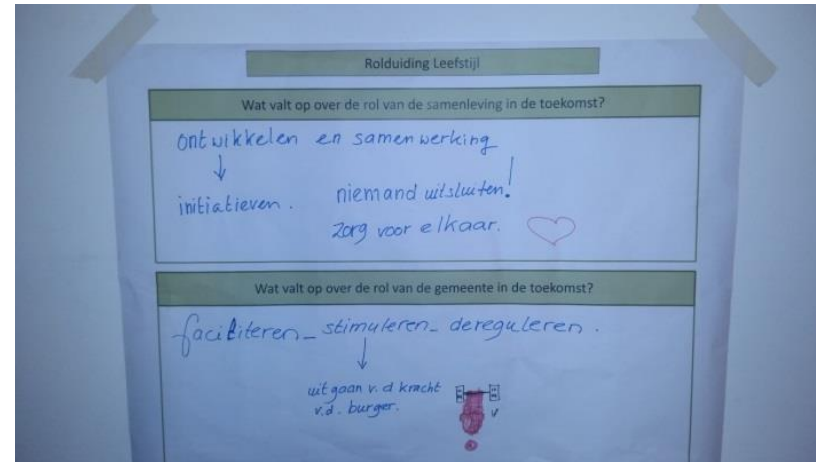 Rolduiding Leefstijl
Wat valt op over de rol van de samenleving in de toekomst?
ontwikkelen en samenwerking
initiatieven.
niemand uitsluiten!
zorg voor elkaar.
Wat valt op over de rol van de gemeente in de toekomst?
faciliteren - stimuleren - dereguleren.
uitgaan v.d. kracht
v.d. burger.